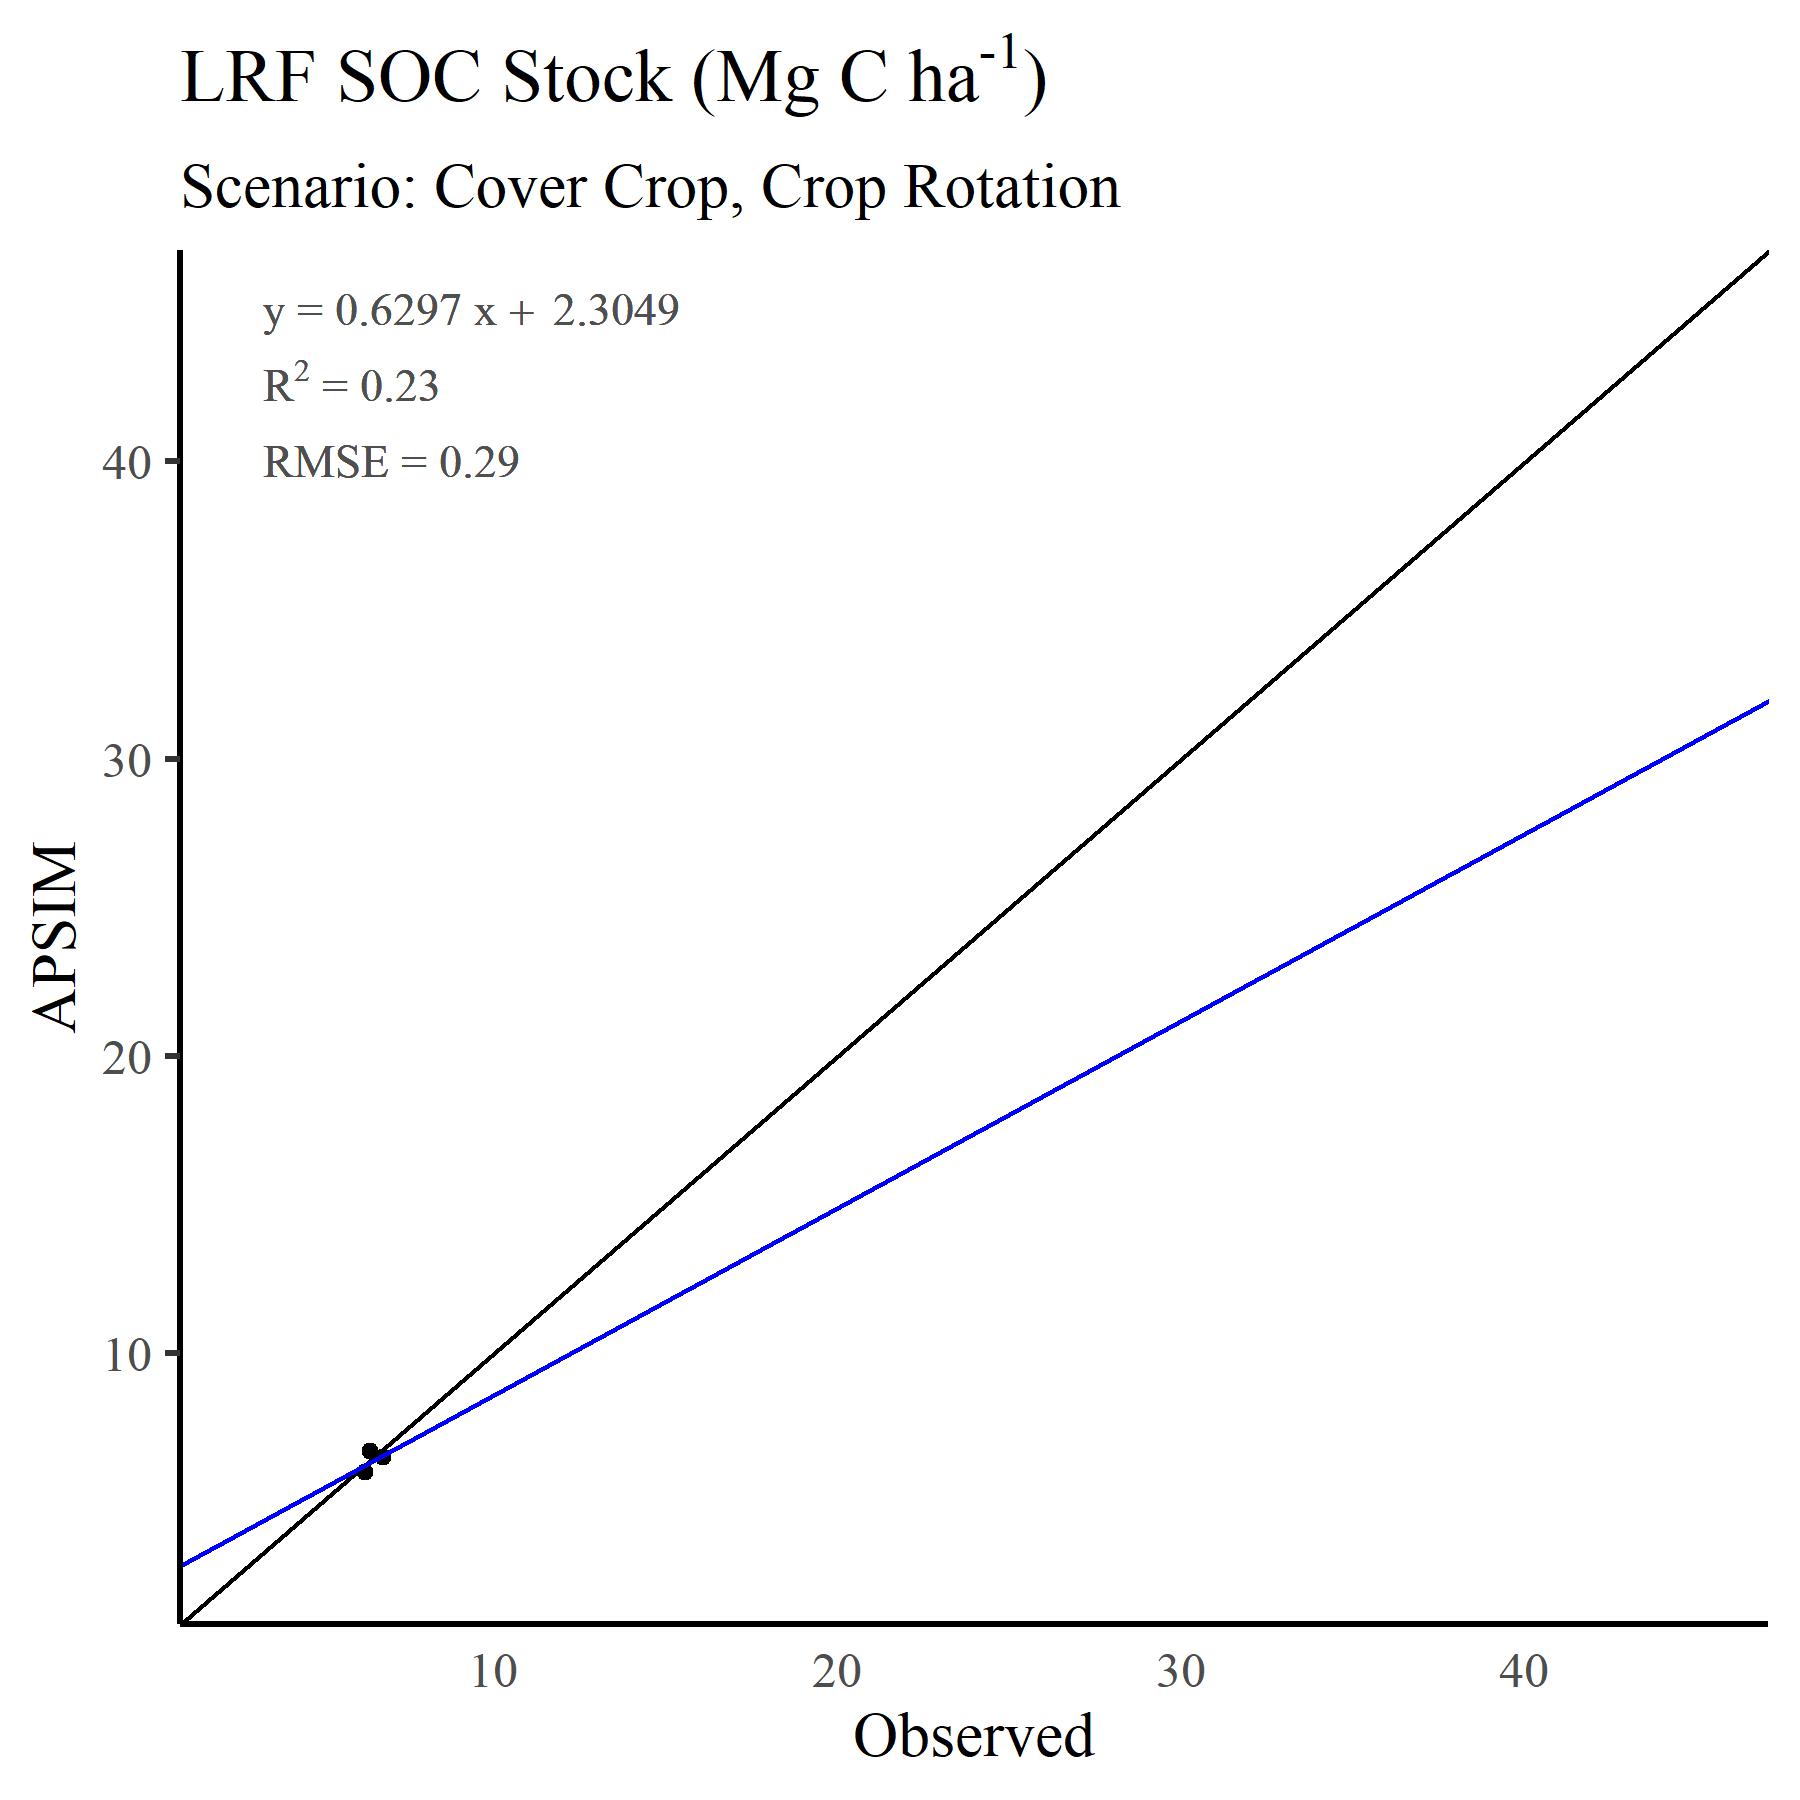 LRF SOC Stock (Mg C ha⁻¹)
Scenario: Cover Crop, Crop Rotation
y = 0.6297 x + 2.3049
R² = 0.23
RMSE = 0.29
40
30
20
10
APSIM
10 20 30 40
Observed